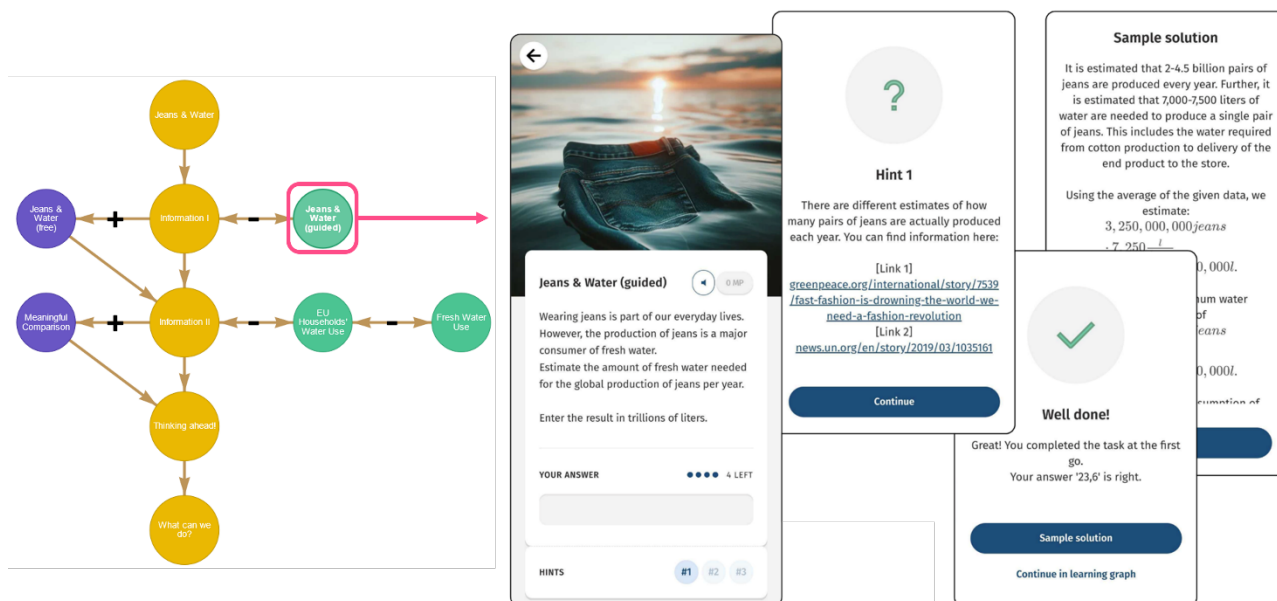 Jeans & Water
Jeans &
Water
(free)
+
Information I
-
Jeans &
Water
(guided)
Meaningful
Comparison
+
Information II
-
EU
Households'
Water Use
-
Fresh Water
Use
Thinking ahead!
What can we
do?
Jeans & Water (guided)
0 MP
Wearing jeans is part of our everyday lives.
However, the production of jeans is a major
consumer of fresh water.
Estimate the amount of fresh water needed
for the global production of jeans per year.
Enter the result in trillions of liters.
YOUR ANSWER
4 LEFT
HINTS
#1
#2
#3
?
Hint 1
There are different estimates of how
many pairs of jeans are actually produced
each year. You can find information here:
[Link 1]
greenpeace.org/international/story/7539
/fast-fashion-is-drowning-the-world-we-
need-a-fashion-revolution
[Link 2]
news.un.org/en/story/2019/03/1035161
Continue
Sample solution
It is estimated that 2-4.5 billion pairs of
jeans are produced every year. Further, it
is estimated that 7,000-7,500 liters of
water are needed to produce a single pair
of jeans. This includes the water required
from cotton production to delivery of the
end product to the store.
Using the average of the given data, we
estimate:
3,250,000,000jeans
· 7,250 l
0,000l.
num water
of
eans
0,000l.
Well done!
Great! You completed the task at the first
go.
Your answer '23,6' is right.
Sample solution
Continue in learning graph